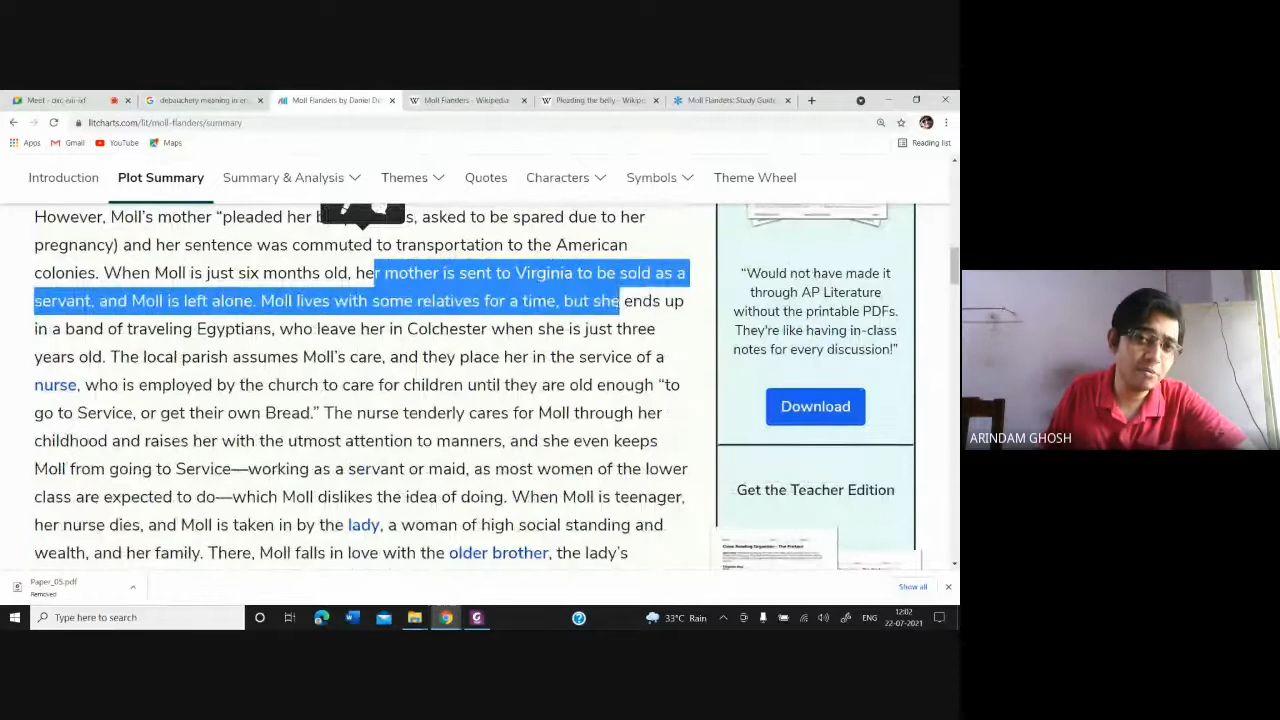 Meet - oxc-eiir-ixf
debauchery meaning in en
Moll Flanders by Daniel De
Moll Flanders - Wikipedia
Pleading the belly - Wikipe
Moll Flanders: Study Guide
litcharts.com/lit/moll-flanders/summary
Apps Gmail YouTube Maps Reading list
Introduction Plot Summary Summary & Analysis Themes Quotes Characters Symbols Theme Wheel
However, Moll's mother "pleaded her asked to be spared due to her
pregnancy) and her sentence was commuted to transportation to the American
colonies. When Moll is just six months old, her mother is sent to Virginia to be sold as a
servant, and Moll is left alone. Moll lives with some relatives for a time, but she ends up
in a band of traveling Egyptians, who leave her in Colchester when she is just three
years old. The local parish assumes Moll's care, and they place her in the service of a
nurse, who is employed by the church to care for children until they are old enough "to
go to Service, or get their own Bread." The nurse tenderly cares for Moll through her
childhood and raises her with the utmost attention to manners, and she even keeps
Moll from going to Service—working as a servant or maid, as most women of the lower
class are expected to do—which Moll dislikes the idea of doing. When Moll is teenager,
her nurse dies, and Moll is taken in by the lady, a woman of high social standing and
wealth, and her family. There, Moll falls in love with the older brother, the lady's
"Would not have made it
through AP Literature
without the printable PDFs.
They're like having in-class
notes for every discussion!"
Download
Get the Teacher Edition
ARINDAM GHOSH
Paper_05.pdf
Removed
Show all
Type here to search
33°C Rain
ENG
12:02
22-07-2021